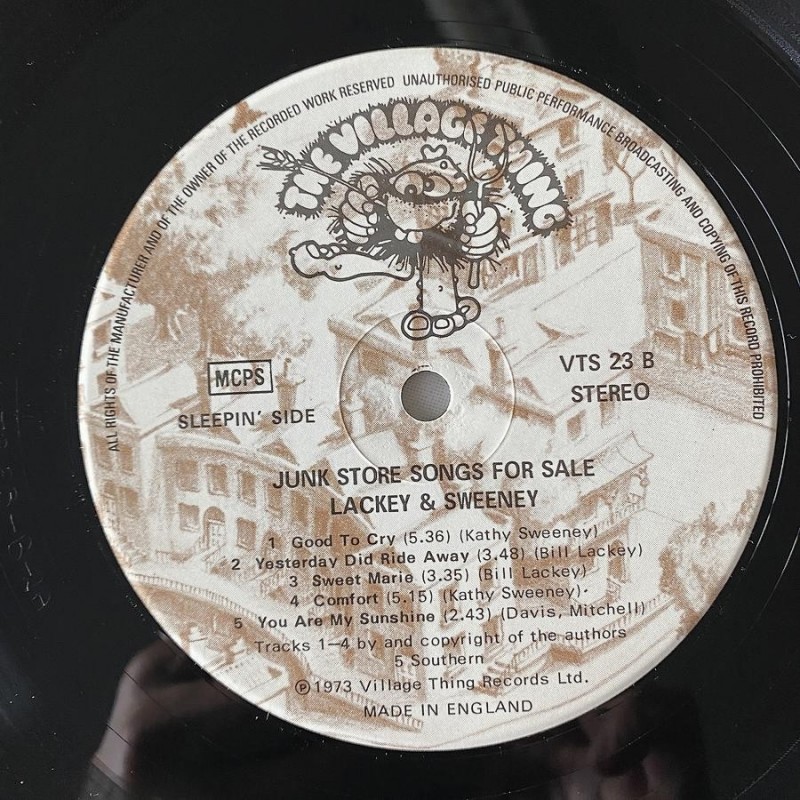 ALL RIGHTS OF THE MANUFACTURER AND OF THE OWNER OF THE RECORDED WORK RESERVED UNAUTHORISED PUBLIC PERFORMANCE BROADCASTING AND COPYING OF THIS RECORD PROHIBITED
THE VILLAGE THING
MCPS
SLEEPIN' SIDE
VTS 23 B
STEREO
JUNK STORE SONGS FOR SALE
LACKEY & SWEENEY
1 Good To Cry (5.36) (Kathy Sweeney)
2 Yesterday Did Ride Away (3.48) (Bill Lackey)
3 Sweet Marie (3.35) (Bill Lackey)
4 Comfort (5.15) (Kathy Sweeney)
5 You Are My Sunshine (2.43) (Davis, Mitchell)
Tracks 1–4 by and copyright of the authors
5 Southern
℗1973 Village Thing Records Ltd.
MADE IN ENGLAND